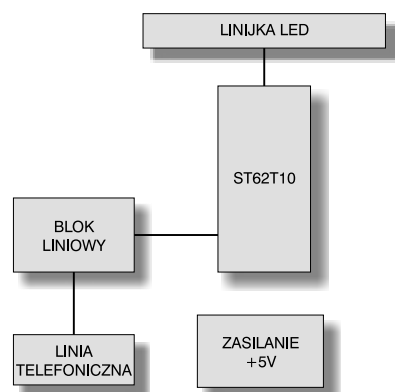 LINIJKA LED
ST62T10
BLOK
LINIOWY
LINIA
TELEFONICZNA
ZASILANIE
+5V